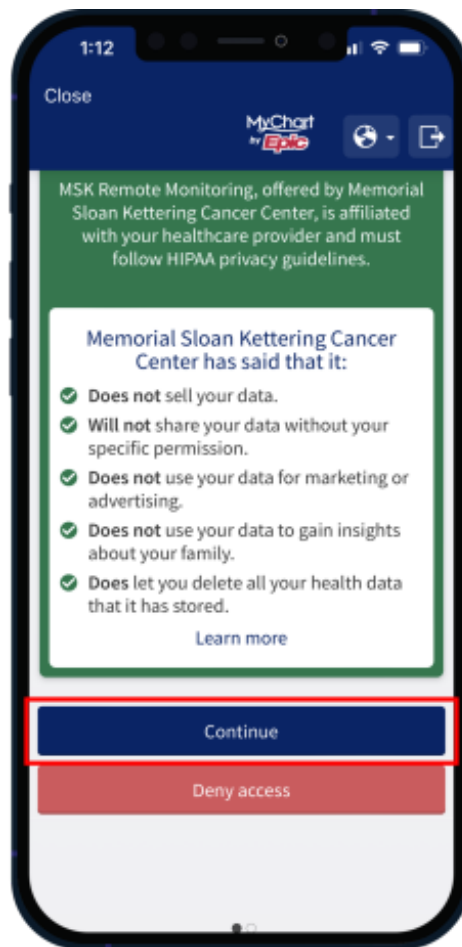 1:12
Close
MyChart
by Epic
MSK Remote Monitoring, offered by Memorial
Sloan Kettering Cancer Center, is affiliated
with your healthcare provider and must
follow HIPAA privacy guidelines.
Memorial Sloan Kettering Cancer
Center has said that it:
Does not sell your data.
Will not share your data without your
specific permission.
Does not use your data for marketing or
advertising.
Does not use your data to gain insights
about your family.
Does let you delete all your health data
that it has stored.
Learn more
Continue
Deny access